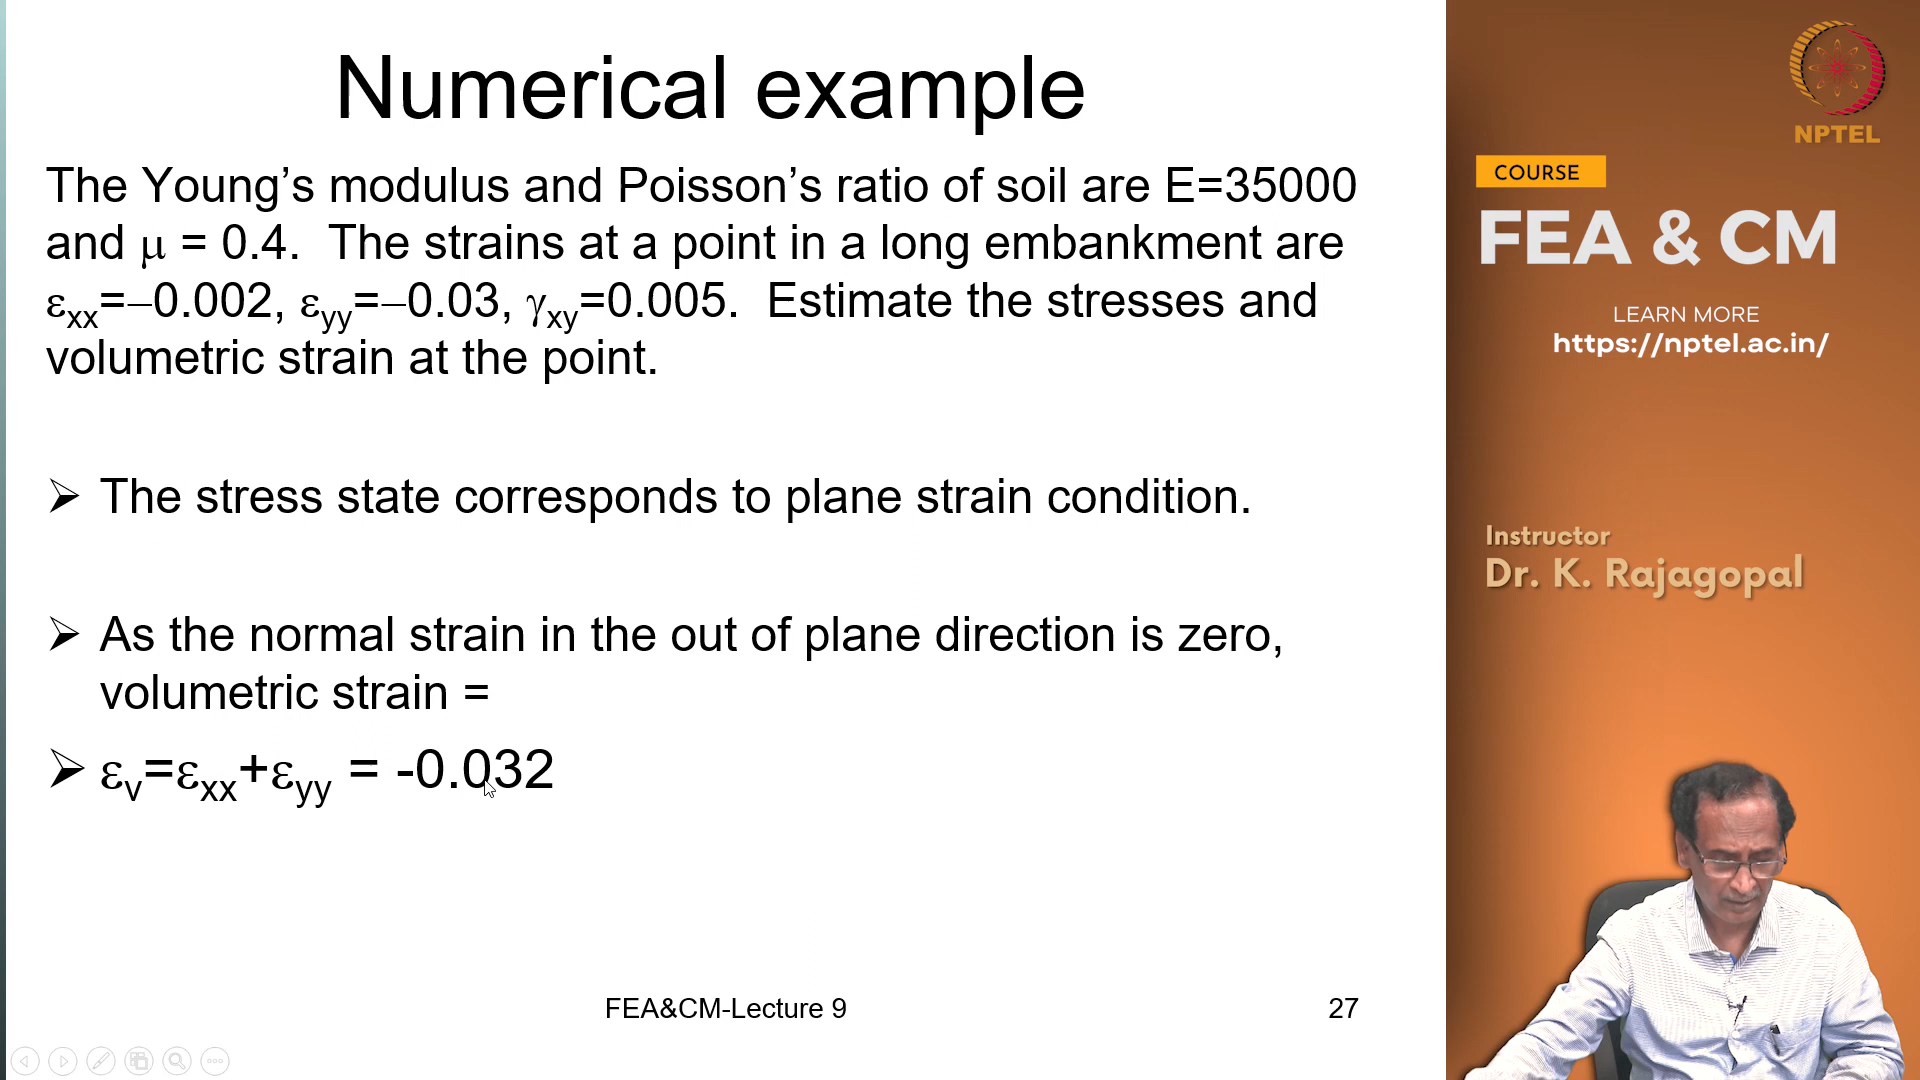 Numerical example
The Young’s modulus and Poisson’s ratio of soil are E=35000
and μ = 0.4. The strains at a point in a long embankment are
εxx=–0.002, εyy=–0.03, γxy=0.005. Estimate the stresses and
volumetric strain at the point.
➢ The stress state corresponds to plane strain condition.
➢ As the normal strain in the out of plane direction is zero,
volumetric strain =
➢ εv=εxx+εyy = -0.032
FEA&CM-Lecture 9
27
NPTEL
COURSE
FEA & CM
LEARN MORE
https://nptel.ac.in/
Instructor
Dr. K. Rajagopal